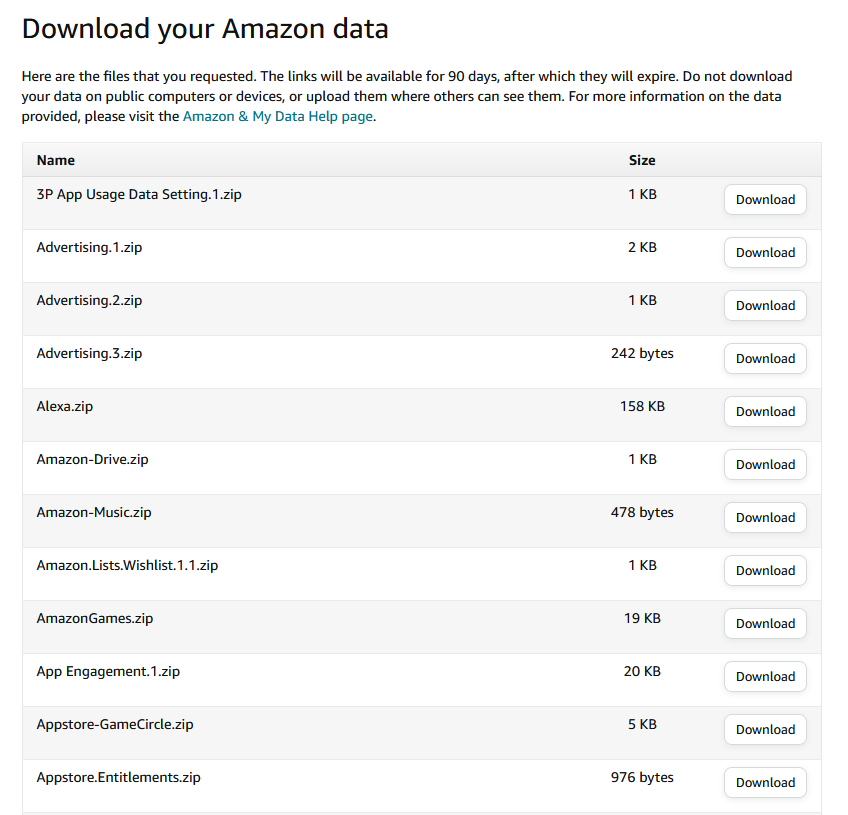 Download your Amazon data
Here are the files that you requested. The links will be available for 90 days, after which they will expire. Do not download
your data on public computers or devices, or upload them where others can see them. For more information on the data
provided, please visit the Amazon & My Data Help page.
Name Size
3P App Usage Data Setting.1.zip 1 KB Download
Advertising.1.zip 2 KB Download
Advertising.2.zip 1 KB Download
Advertising.3.zip 242 bytes Download
Alexa.zip 158 KB Download
Amazon-Drive.zip 1 KB Download
Amazon-Music.zip 478 bytes Download
Amazon.Lists.Wishlist.1.1.zip 1 KB Download
AmazonGames.zip 19 KB Download
App Engagement.1.zip 20 KB Download
Appstore-GameCircle.zip 5 KB Download
Appstore.Entitlements.zip 976 bytes Download